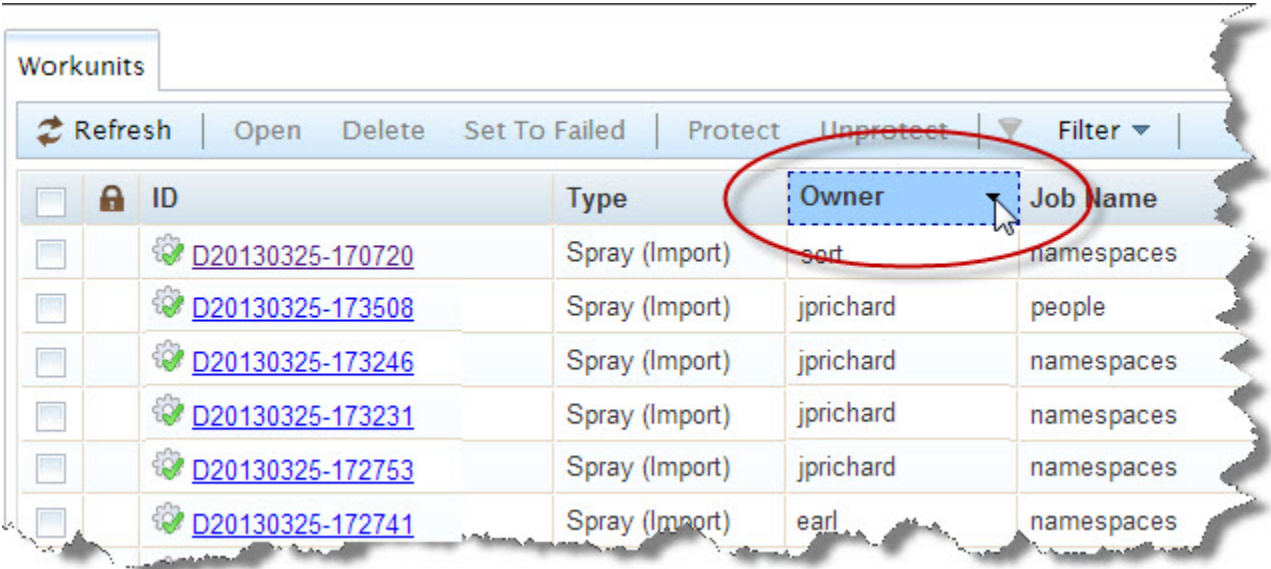 Workunits
Refresh Open Delete Set To Failed Protect Unprotect Filter
ID Type Owner Job Name
D20130325-170720 Spray (Import) sort namespaces
D20130325-173508 Spray (Import) jprichard people
D20130325-173246 Spray (Import) jprichard namespaces
D20130325-173231 Spray (Import) jprichard namespaces
D20130325-172753 Spray (Import) jprichard namespaces
D20130325-172741 Spray (Import) earl namespaces